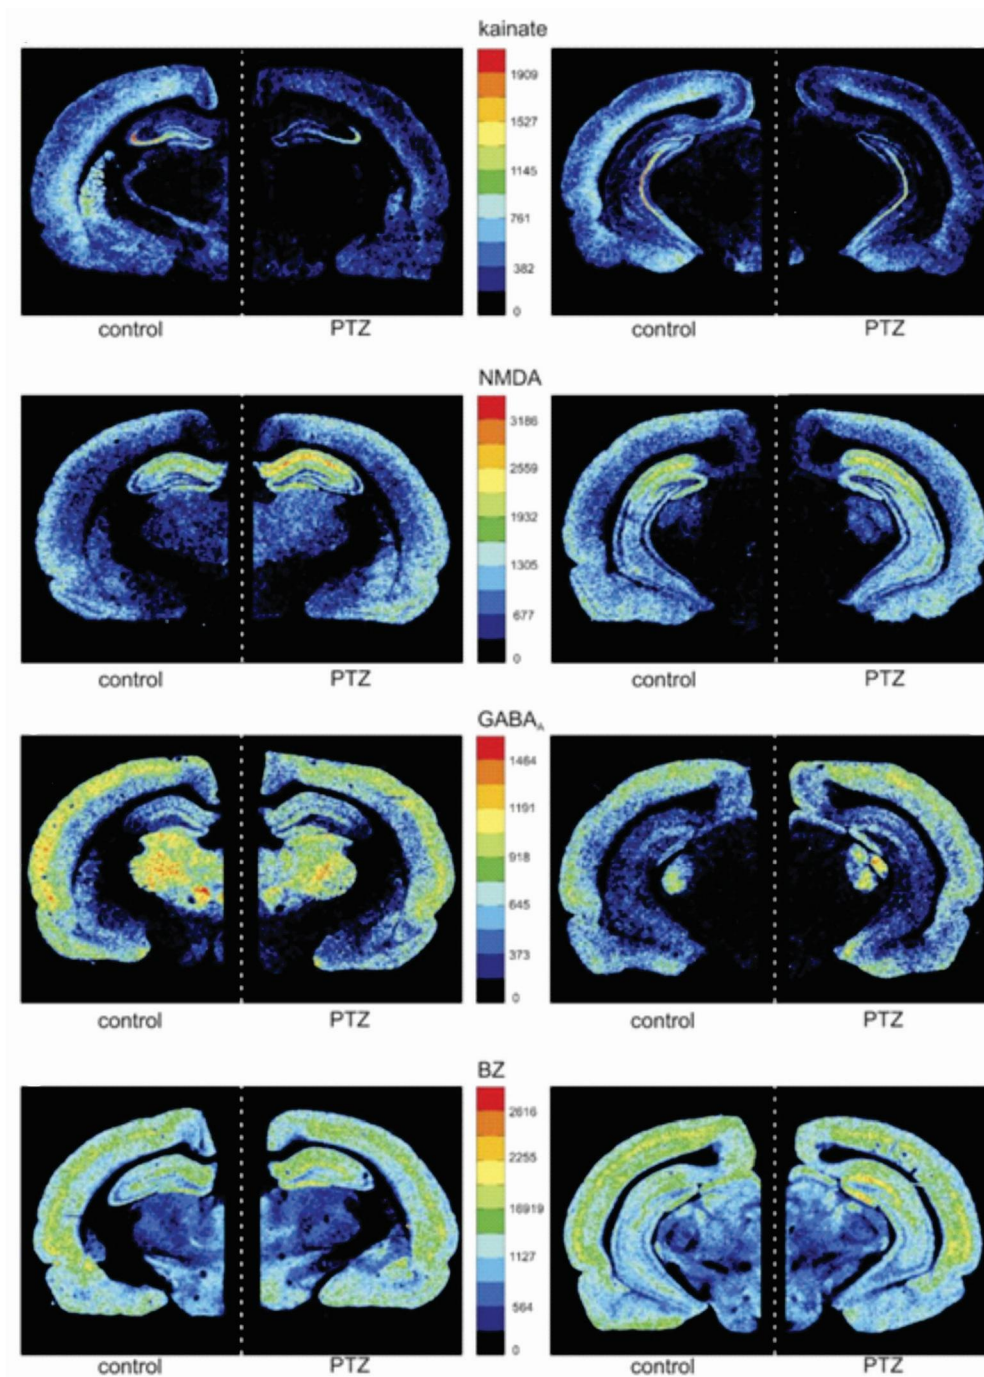 kainate
1909
1527
1145
761
382
0
control
PTZ
control
PTZ
NMDA
3186
2559
1932
1305
677
0
control
PTZ
control
PTZ
GABA_A
1464
1191
918
645
373
0
control
PTZ
control
PTZ
BZ
2616
2255
16919
1127
564
0
control
PTZ
control
PTZ